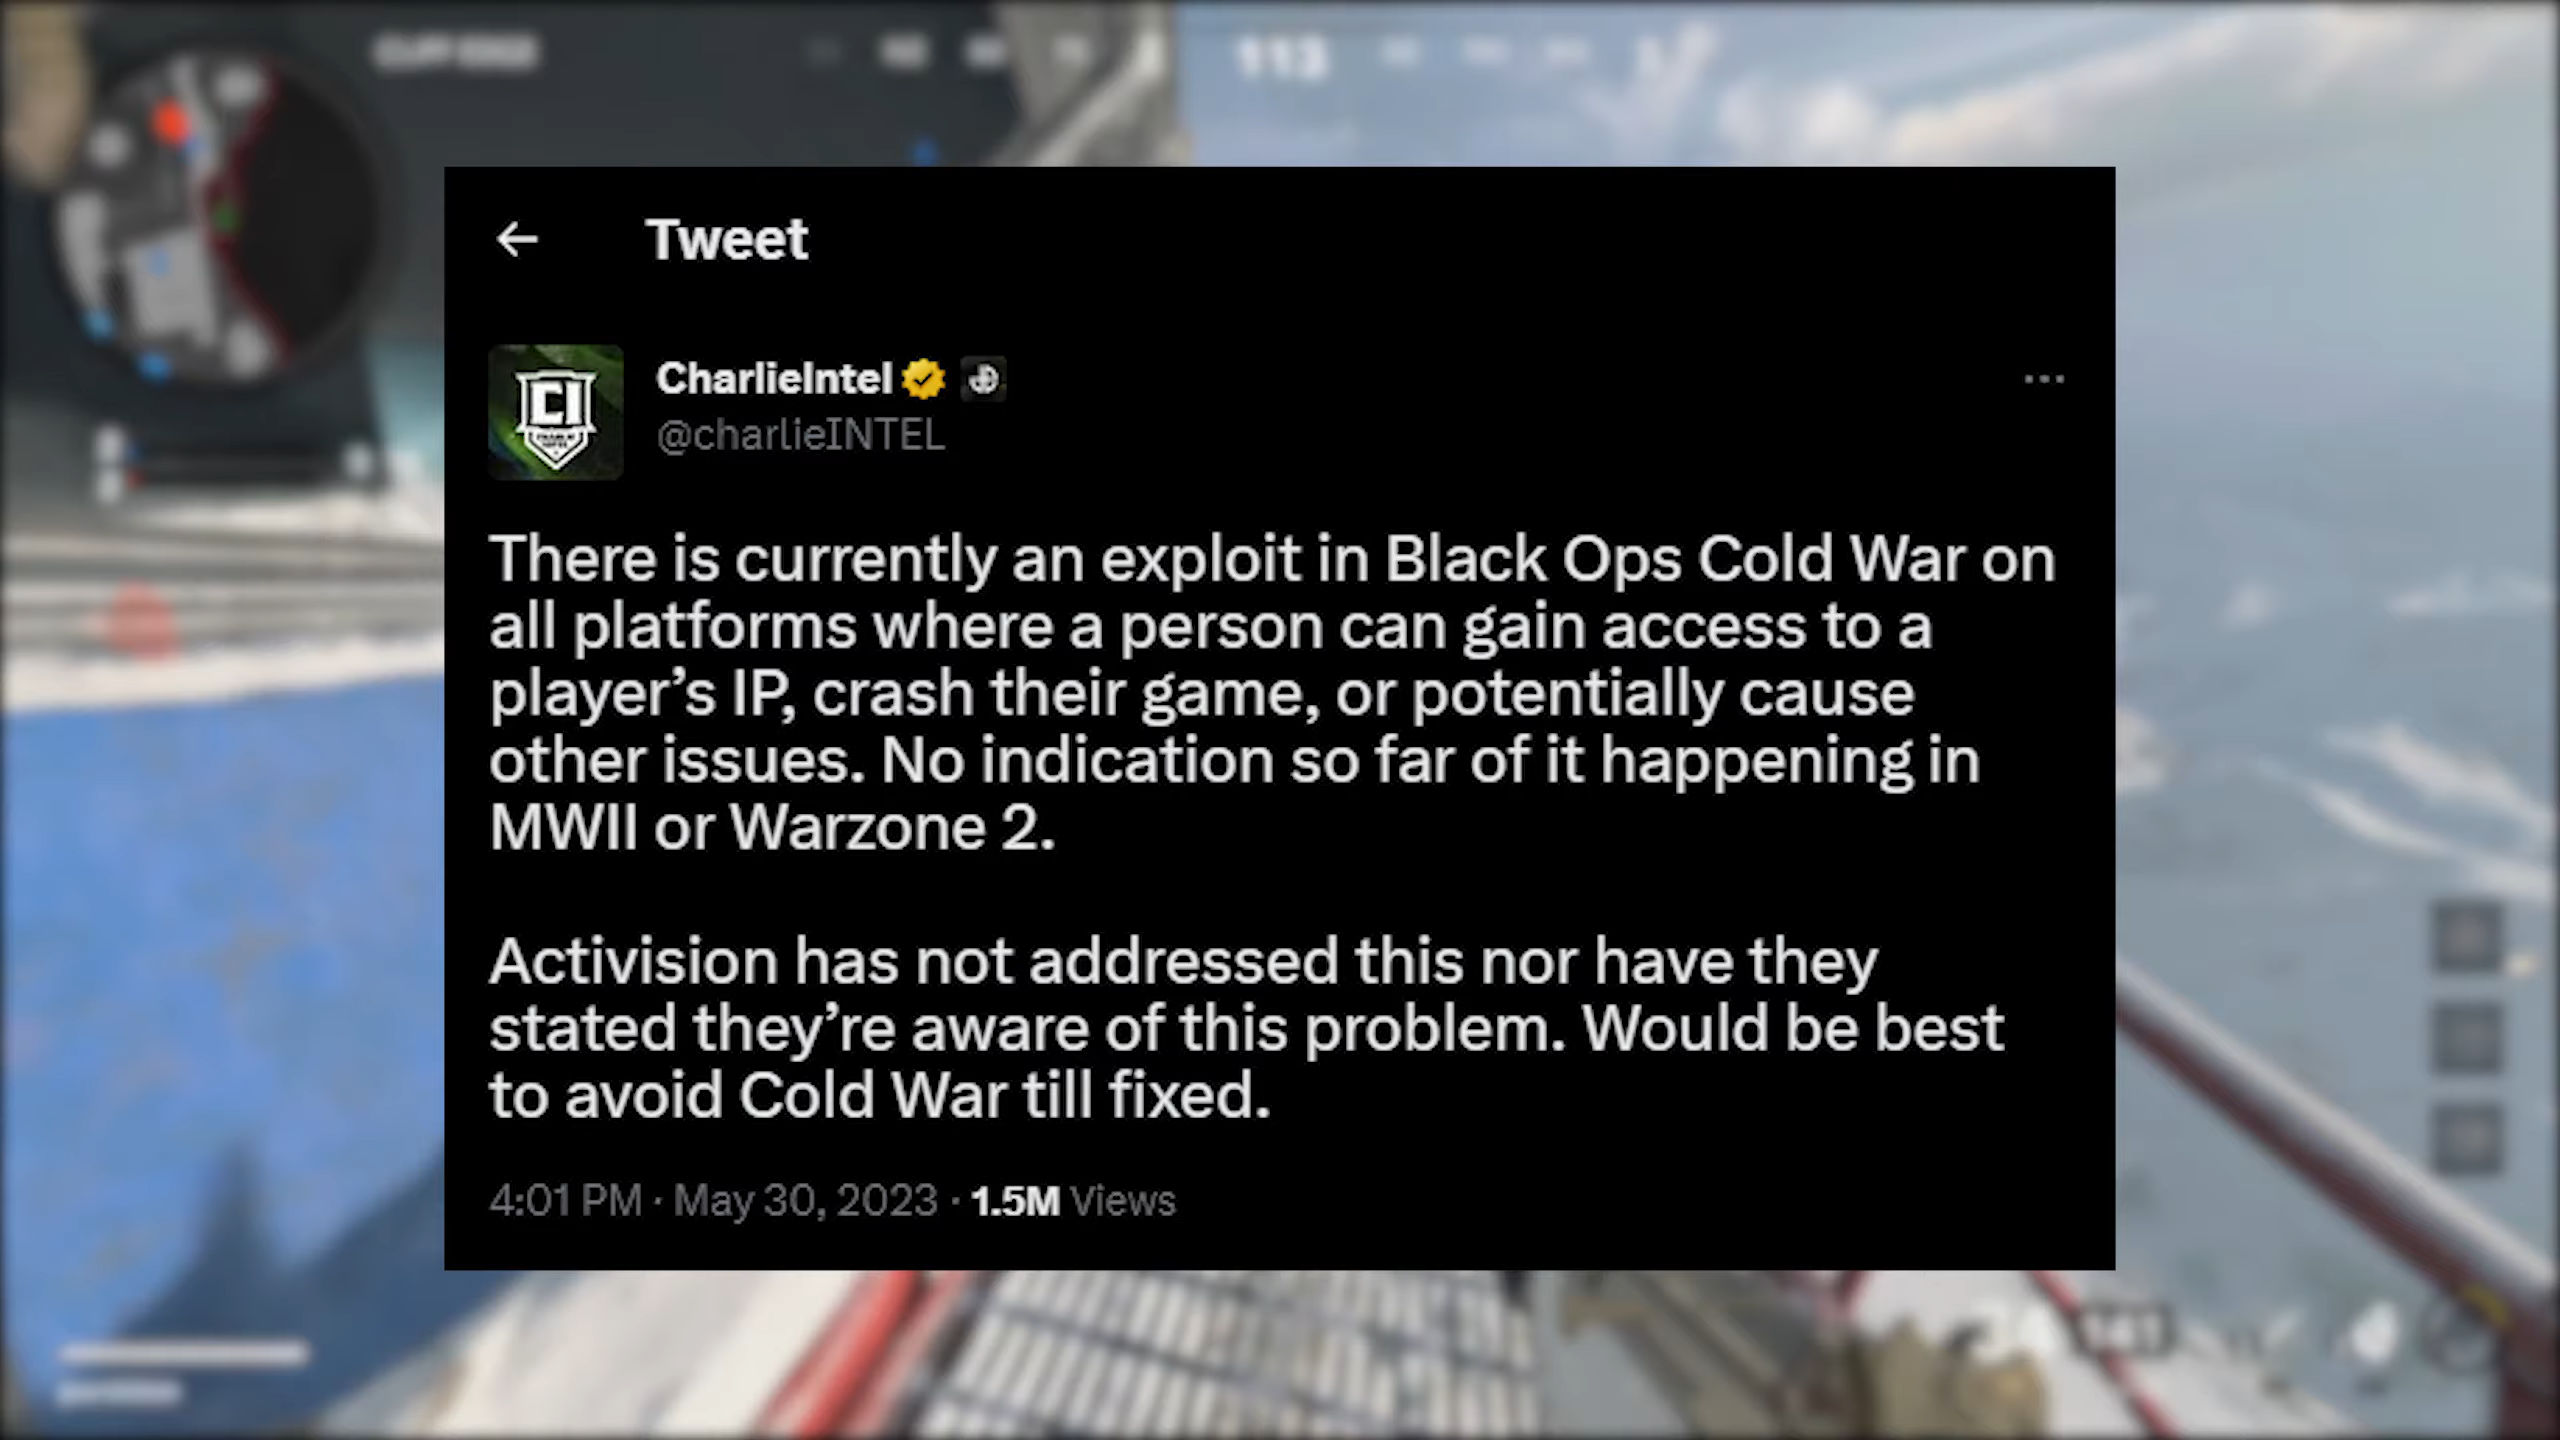 CLIFF EDGE
113
Tweet
CharlieIntel
CI
@charlieINTEL
There is currently an exploit in Black Ops Cold War on
all platforms where a person can gain access to a
player’s IP, crash their game, or potentially cause
other issues. No indication so far of it happening in
MWII or Warzone 2.
Activision has not addressed this nor have they
stated they’re aware of this problem. Would be best
to avoid Cold War till fixed.
4:01 PM · May 30, 2023 · 1.5M Views